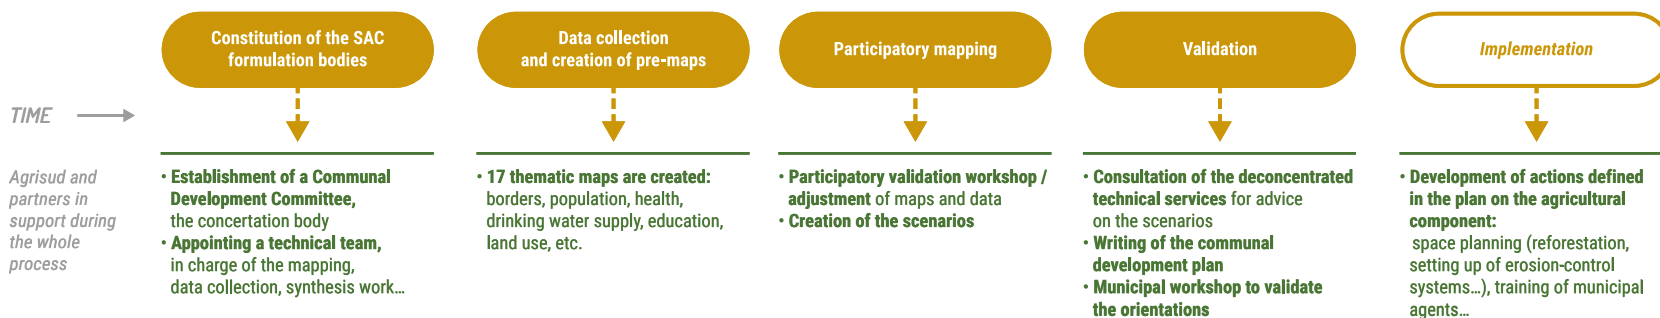 Constitution of the SAC
formulation bodies
Data collection
and creation of pre-maps
Participatory mapping
Validation
Implementation
TIME
Agrisud and
partners in
support during
the whole
process
• Establishment of a Communal
Development Committee,
the concertation body
• Appointing a technical team,
in charge of the mapping,
data collection, synthesis work...
• 17 thematic maps are created:
borders, population, health,
drinking water supply, education,
land use, etc.
• Participatory validation workshop /
adjustment of maps and data
• Creation of the scenarios
• Consultation of the deconcentrated
technical services for advice
on the scenarios
• Writing of the communal
development plan
• Municipal workshop to validate
the orientations
• Development of actions defined
in the plan on the agricultural
component:
space planning (reforestation,
setting up of erosion-control
systems...), training of municipal
agents...